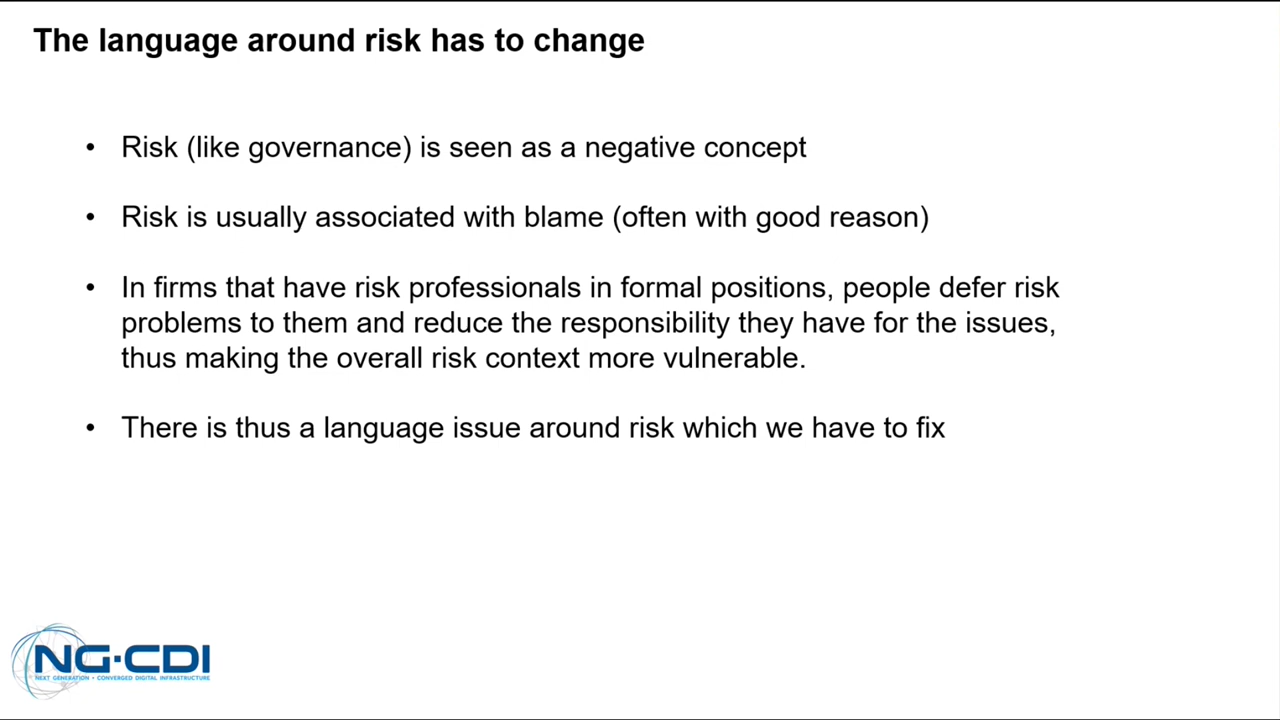 The language around risk has to change
• Risk (like governance) is seen as a negative concept
• Risk is usually associated with blame (often with good reason)
• In firms that have risk professionals in formal positions, people defer risk
problems to them and reduce the responsibility they have for the issues,
thus making the overall risk context more vulnerable.
• There is thus a language issue around risk which we have to fix
NG·CDI
NEXT GENERATION • CONVERGED DIGITAL INFRASTRUCTURE